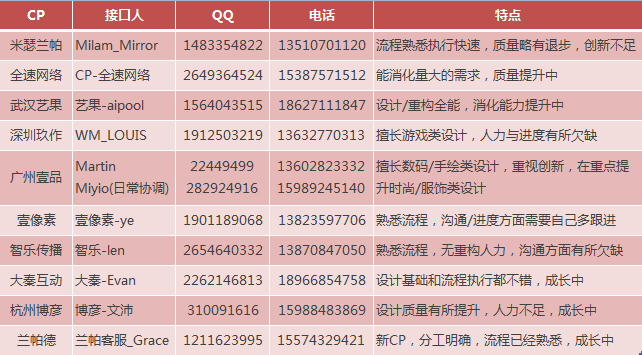 CP 接口人 QQ 电话 特点
米瑟兰帕 Milam_Mirror 1483354822 13510701120 流程熟悉执行快速，质量略有退步，创新不足
全速网络 CP-全速网络 2649364524 15387571512 能消化量大的需求，质量提升中
武汉艺果 艺果-aipool 1564043515 18627111847 设计/重构全能，消化能力提升中
深圳玖作 WM_LOUIS 1912503219 13632770313 擅长游戏类设计，人力与进度有所欠缺
广州壹品 Martin 22449499 13602823332 擅长数码/手绘类设计，重视创新，在重点提
Miyio(日常协调) 282924916 15989245140 升时尚/服饰类设计
壹像素 壹像素-ye 1901189068 13823597706 熟悉流程，沟通/进度方面需要自己多跟进
智乐传播 智乐-len 2654640332 13870847050 熟悉流程，无重构人力，沟通方面有所欠缺
大秦互动 大秦-Evan 2262146813 18966854758 设计基础和流程执行都不错，成长中
杭州博彦 博彦-文沛 310091616 15988483869 设计质量有所提升，人力不足，成长中
兰帕德 兰帕客服_Grace 1211623995 15574329421 新CP，分工明确，流程已经熟悉，成长中